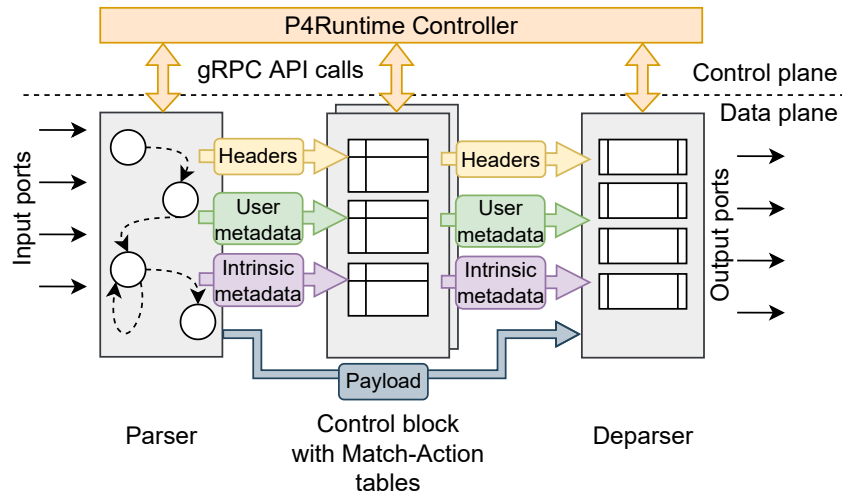 P4Runtime Controller
gRPC API calls
Control plane
Data plane
Input ports
Headers
User
metadata
Intrinsic
metadata
Headers
User
metadata
Intrinsic
metadata
Output ports
Payload
Parser
Control block
with Match-Action
tables
Deparser